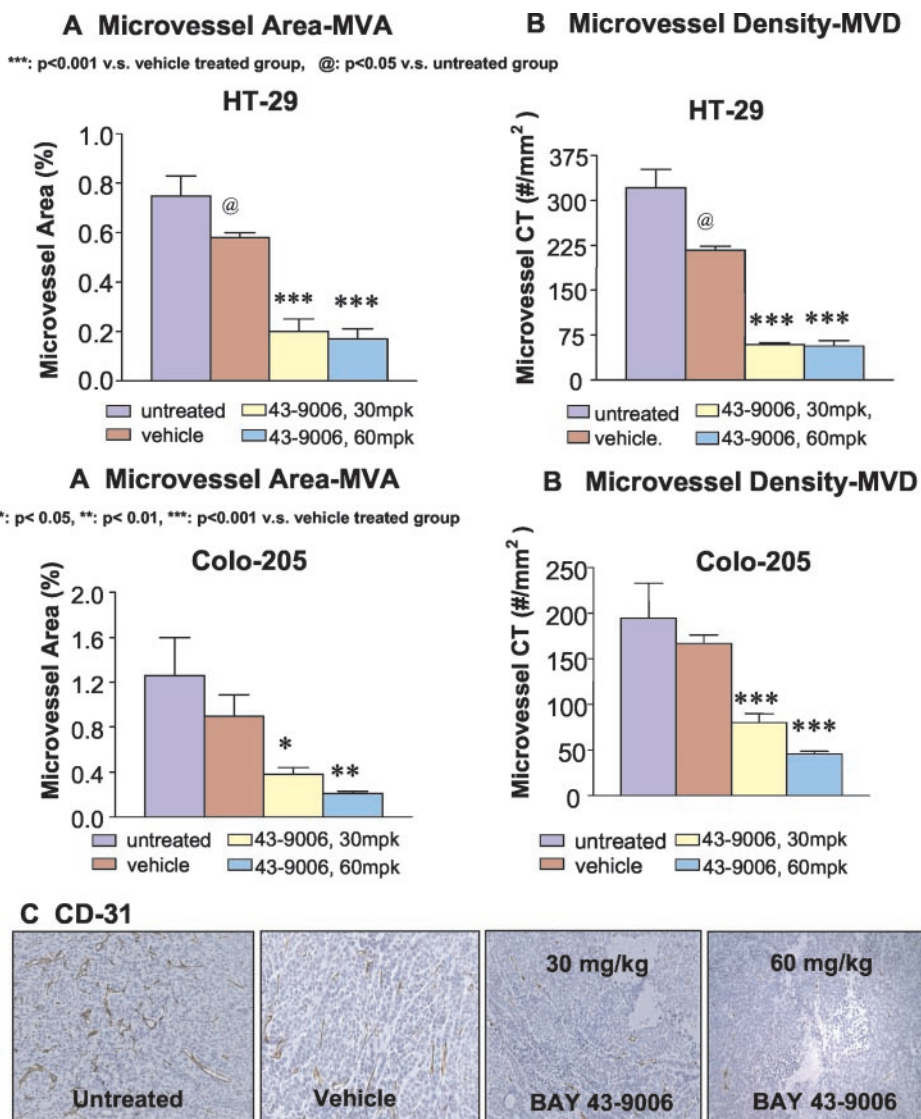 A Microvessel Area-MVA
B Microvessel Density-MVD
***: p<0.001 v.s. vehicle treated group, @: p<0.05 v.s. untreated group
HT-29
Microvessel Area (%)
1.0
0.8
0.6
0.4
0.2
0.0
@
***
***
untreated
43-9006, 30mpk
vehicle
43-9006, 60mpk
HT-29
Microvessel CT (#/mm²)
375
300
225
150
75
0
@
***
***
untreated
43-9006, 30mpk,
vehicle.
43-9006, 60mpk
A Microvessel Area-MVA
B Microvessel Density-MVD
*: p< 0.05, **: p< 0.01, ***: p<0.001 v.s. vehicle treated group
Colo-205
Microvessel Area (%)
2.0
1.6
1.2
0.8
0.4
0.0
*
**
untreated
43-9006, 30mpk
vehicle
43-9006, 60mpk
Colo-205
Microvessel CT (#/mm²)
250
200
150
100
50
0
***
***
untreated
43-9006, 30mpk
vehicle
43-9006, 60mpk
C CD-31
Untreated
Vehicle
30 mg/kg
BAY 43-9006
60 mg/kg
BAY 43-9006